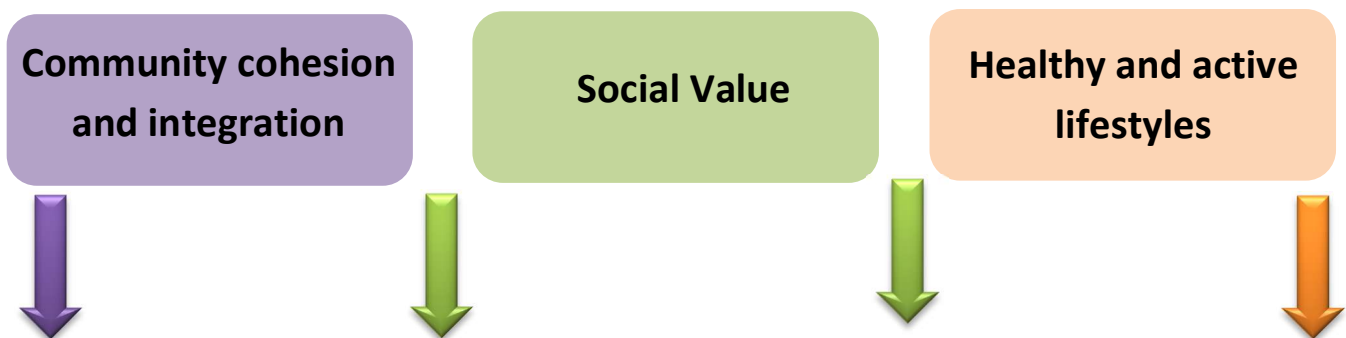 Community cohesion
and integration
Social Value
Healthy and active
lifestyles